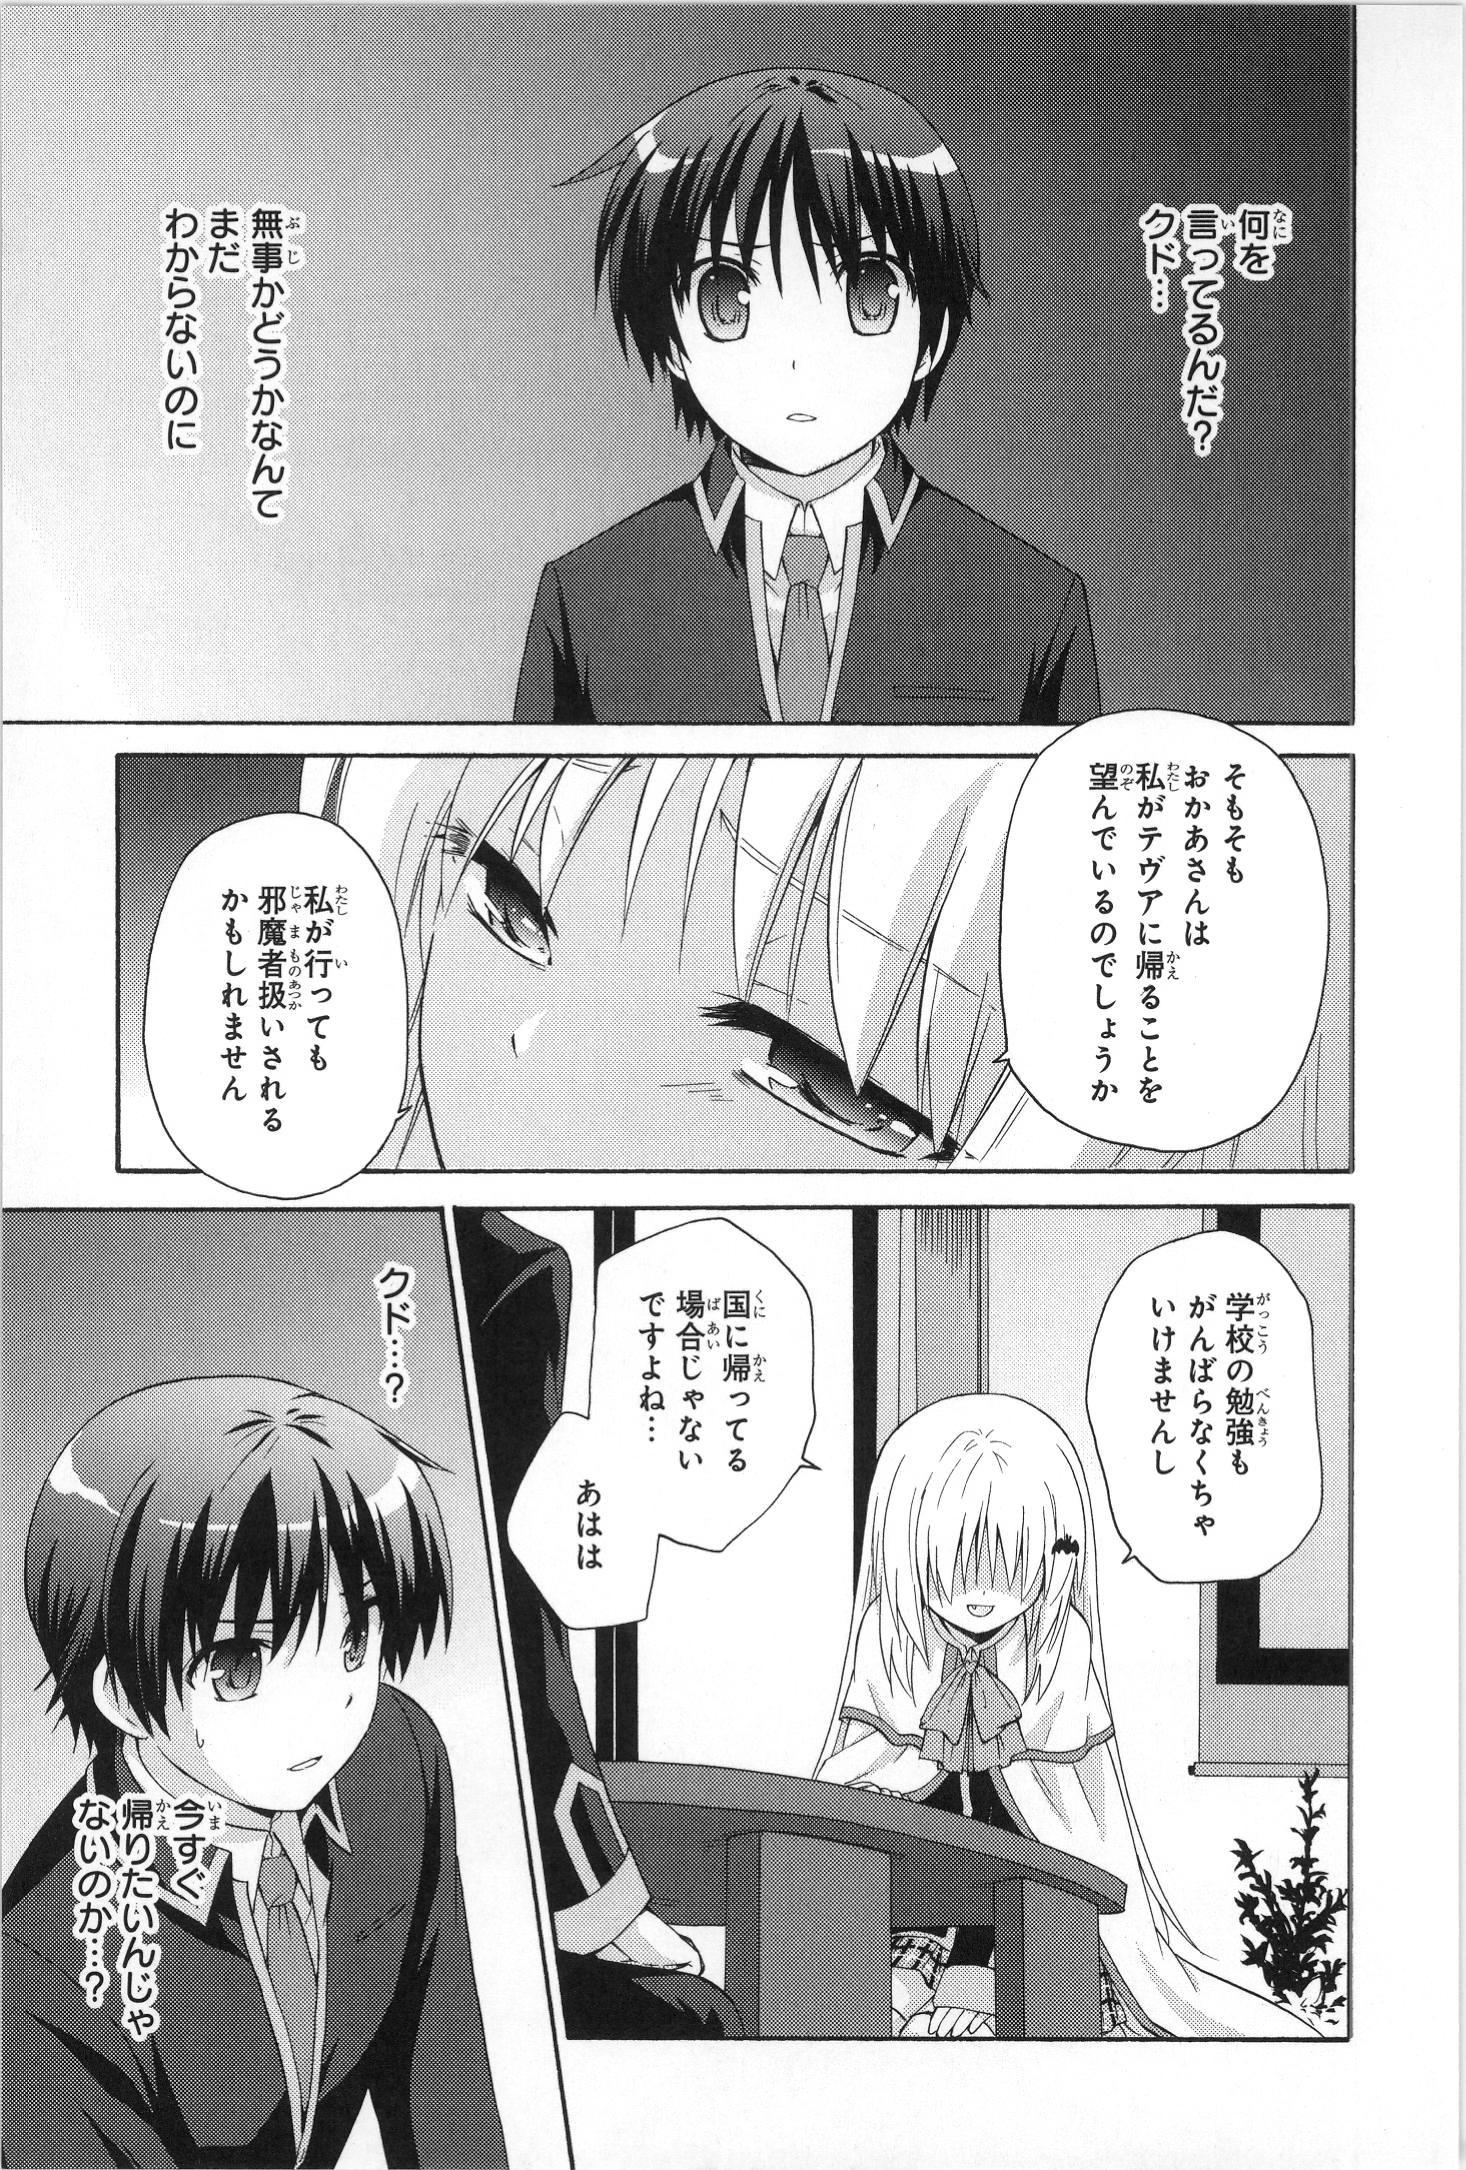 何を
言ってるんだ？
クド…
無事かどうかなんて
まだ
わからないのに
そもそも
おかあさんは
私がテヴアに帰ることを
望んでいるのでしょうか
私が行っても
邪魔者扱いされる
かもしれません
学校の勉強も
がんばらなくちゃ
いけませんし
国に帰ってる
場合じゃない
ですよね…
あはは
クド…？
今すぐ
帰りたいんじゃ
ないのか…？